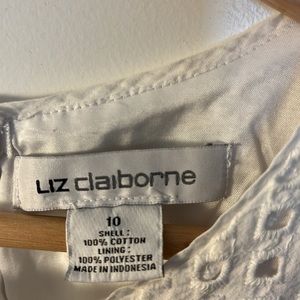 LIZ claiborne
10
SHELL:
100% COTTON
LINING:
100% POLYESTER
MADE IN INDONESIA